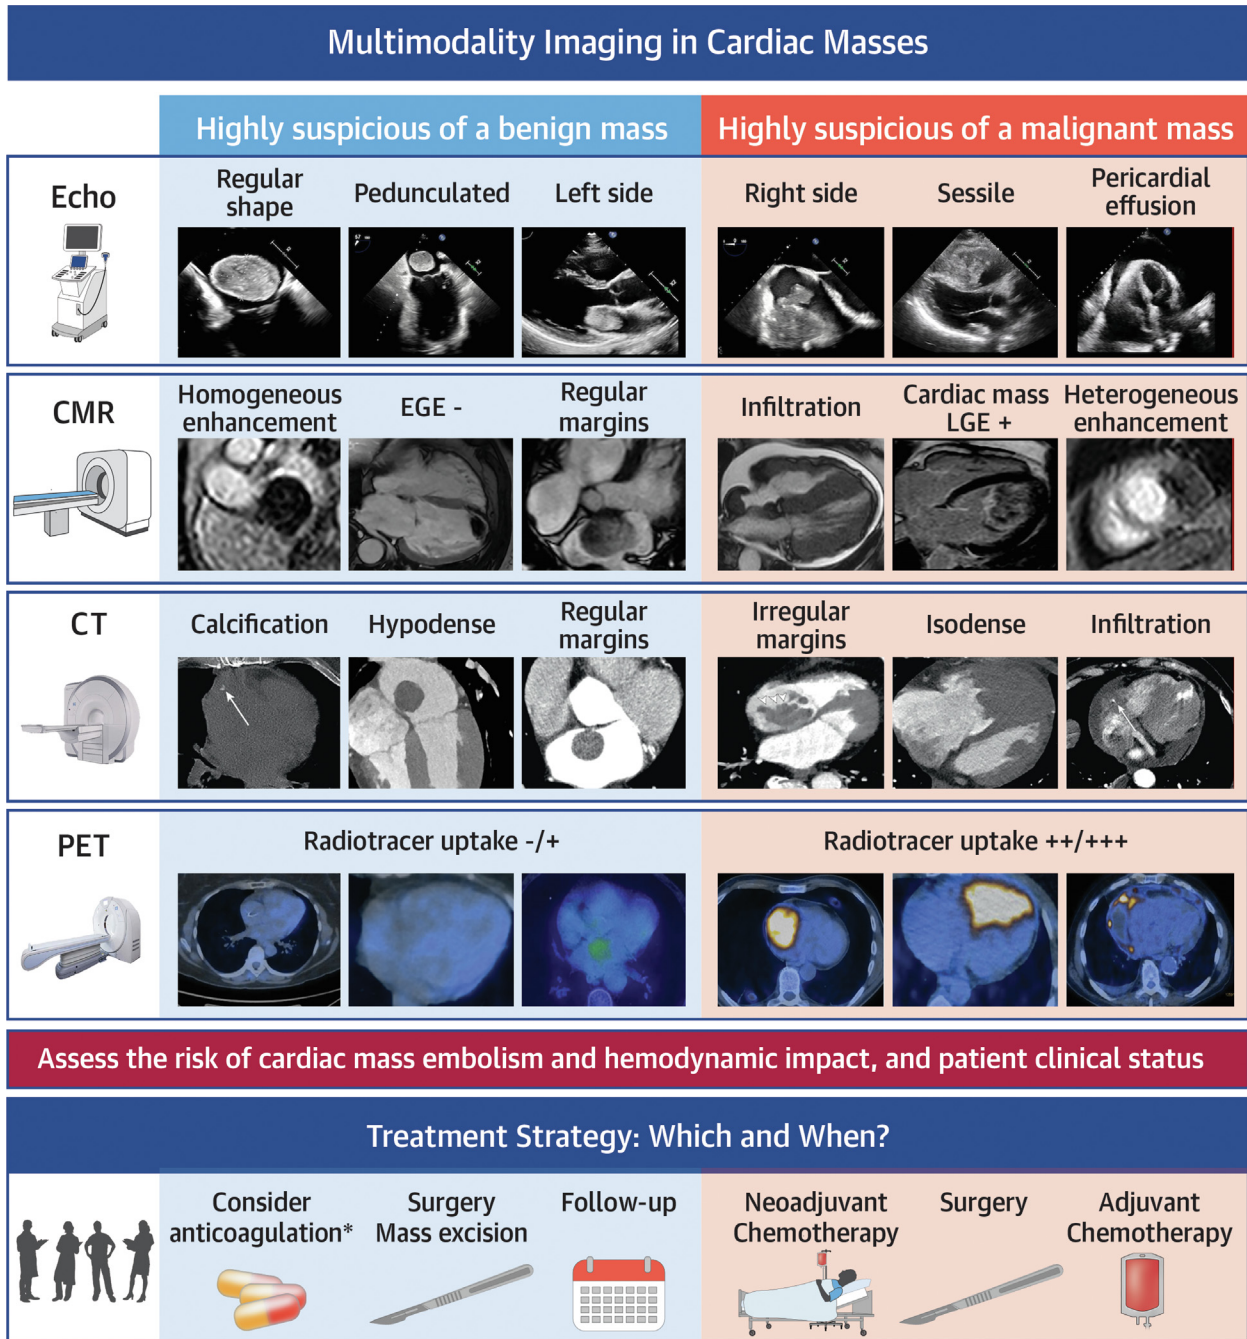 Multimodality Imaging in Cardiac Masses
Highly suspicious of a benign mass
Highly suspicious of a malignant mass
Echo
Regular
shape
Pedunculated
Left side
Right side
Sessile
Pericardial
effusion
CMR
Homogeneous
enhancement
EGE -
Regular
margins
Infiltration
Cardiac mass
LGE +
Heterogeneous
enhancement
CT
Calcification
Hypodense
Regular
margins
Irregular
margins
Isodense
Infiltration
PET
Radiotracer uptake -/+
Radiotracer uptake ++/+++
Assess the risk of cardiac mass embolism and hemodynamic impact, and patient clinical status
Treatment Strategy: Which and When?
Consider
anticoagulation*
Surgery
Mass excision
Follow-up
Neoadjuvant
Chemotherapy
Surgery
Adjuvant
Chemotherapy